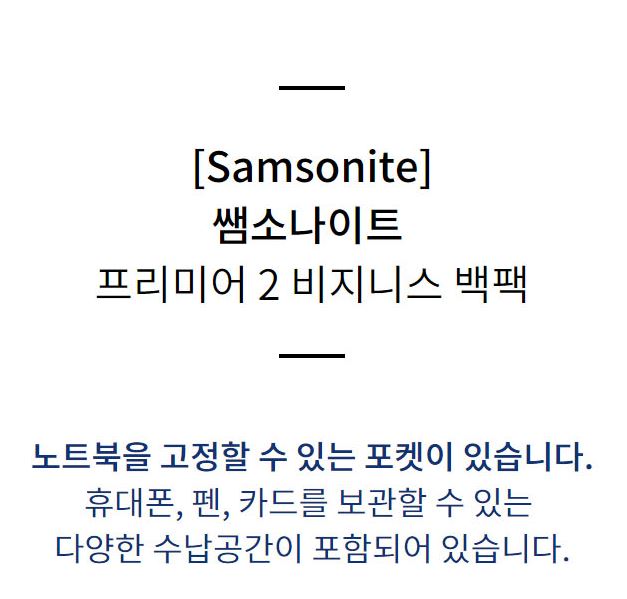 [Samsonite]
쌤소나이트
프리미어 2 비지니스 백팩
노트북을 고정할 수 있는 포켓이 있습니다.
휴대폰, 펜, 카드를 보관할 수 있는
다양한 수납공간이 포함되어 있습니다.